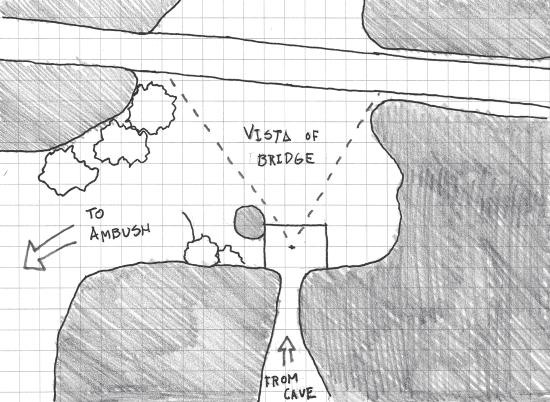 VISTA OF
BRIDGE
TO
AMBUSH
FROM
CAVE